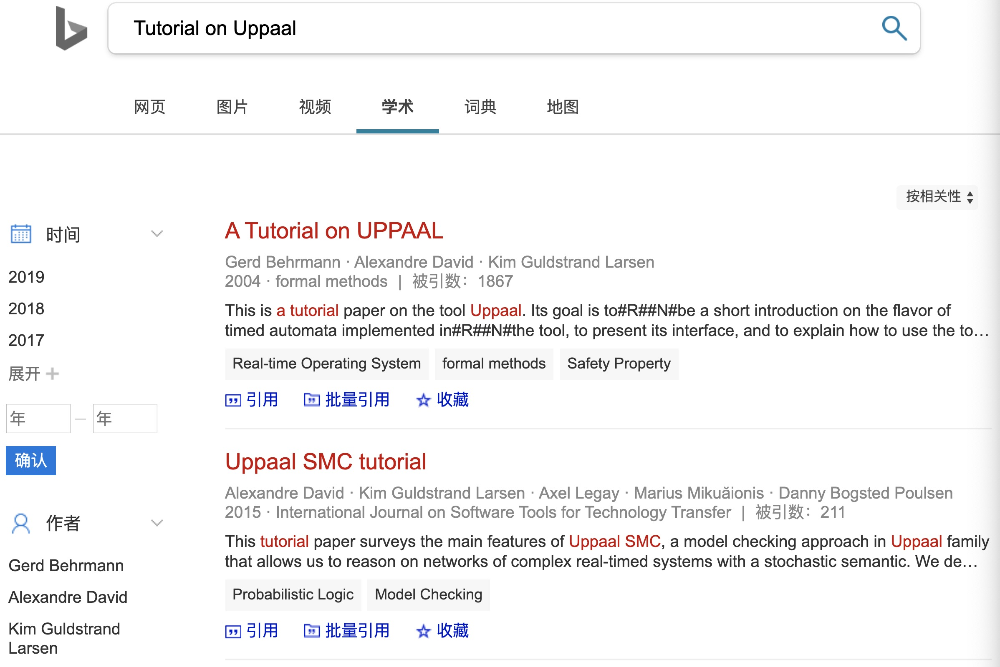 Tutorial on Uppaal
网页 图片 视频 学术 词典 地图
按相关性
时间
2019
2018
2017
展开
年 – 年
确认
作者
Gerd Behrmann
Alexandre David
Kim Guldstrand
Larsen
A Tutorial on UPPAAL
Gerd Behrmann · Alexandre David · Kim Guldstrand Larsen
2004 · formal methods | 被引数：1867
This is a tutorial paper on the tool Uppaal. Its goal is to#R##N#be a short introduction on the flavor of
timed automata implemented in#R##N#the tool, to present its interface, and to explain how to use the to…
Real-time Operating System formal methods Safety Property
引用 批量引用 收藏
Uppaal SMC tutorial
Alexandre David · Kim Guldstrand Larsen · Axel Legay · Marius Mikuăionis · Danny Bogsted Poulsen
2015 · International Journal on Software Tools for Technology Transfer | 被引数：211
This tutorial paper surveys the main features of Uppaal SMC, a model checking approach in Uppaal family
that allows us to reason on networks of complex real-timed systems with a stochastic semantic. We de…
Probabilistic Logic Model Checking
引用 批量引用 收藏